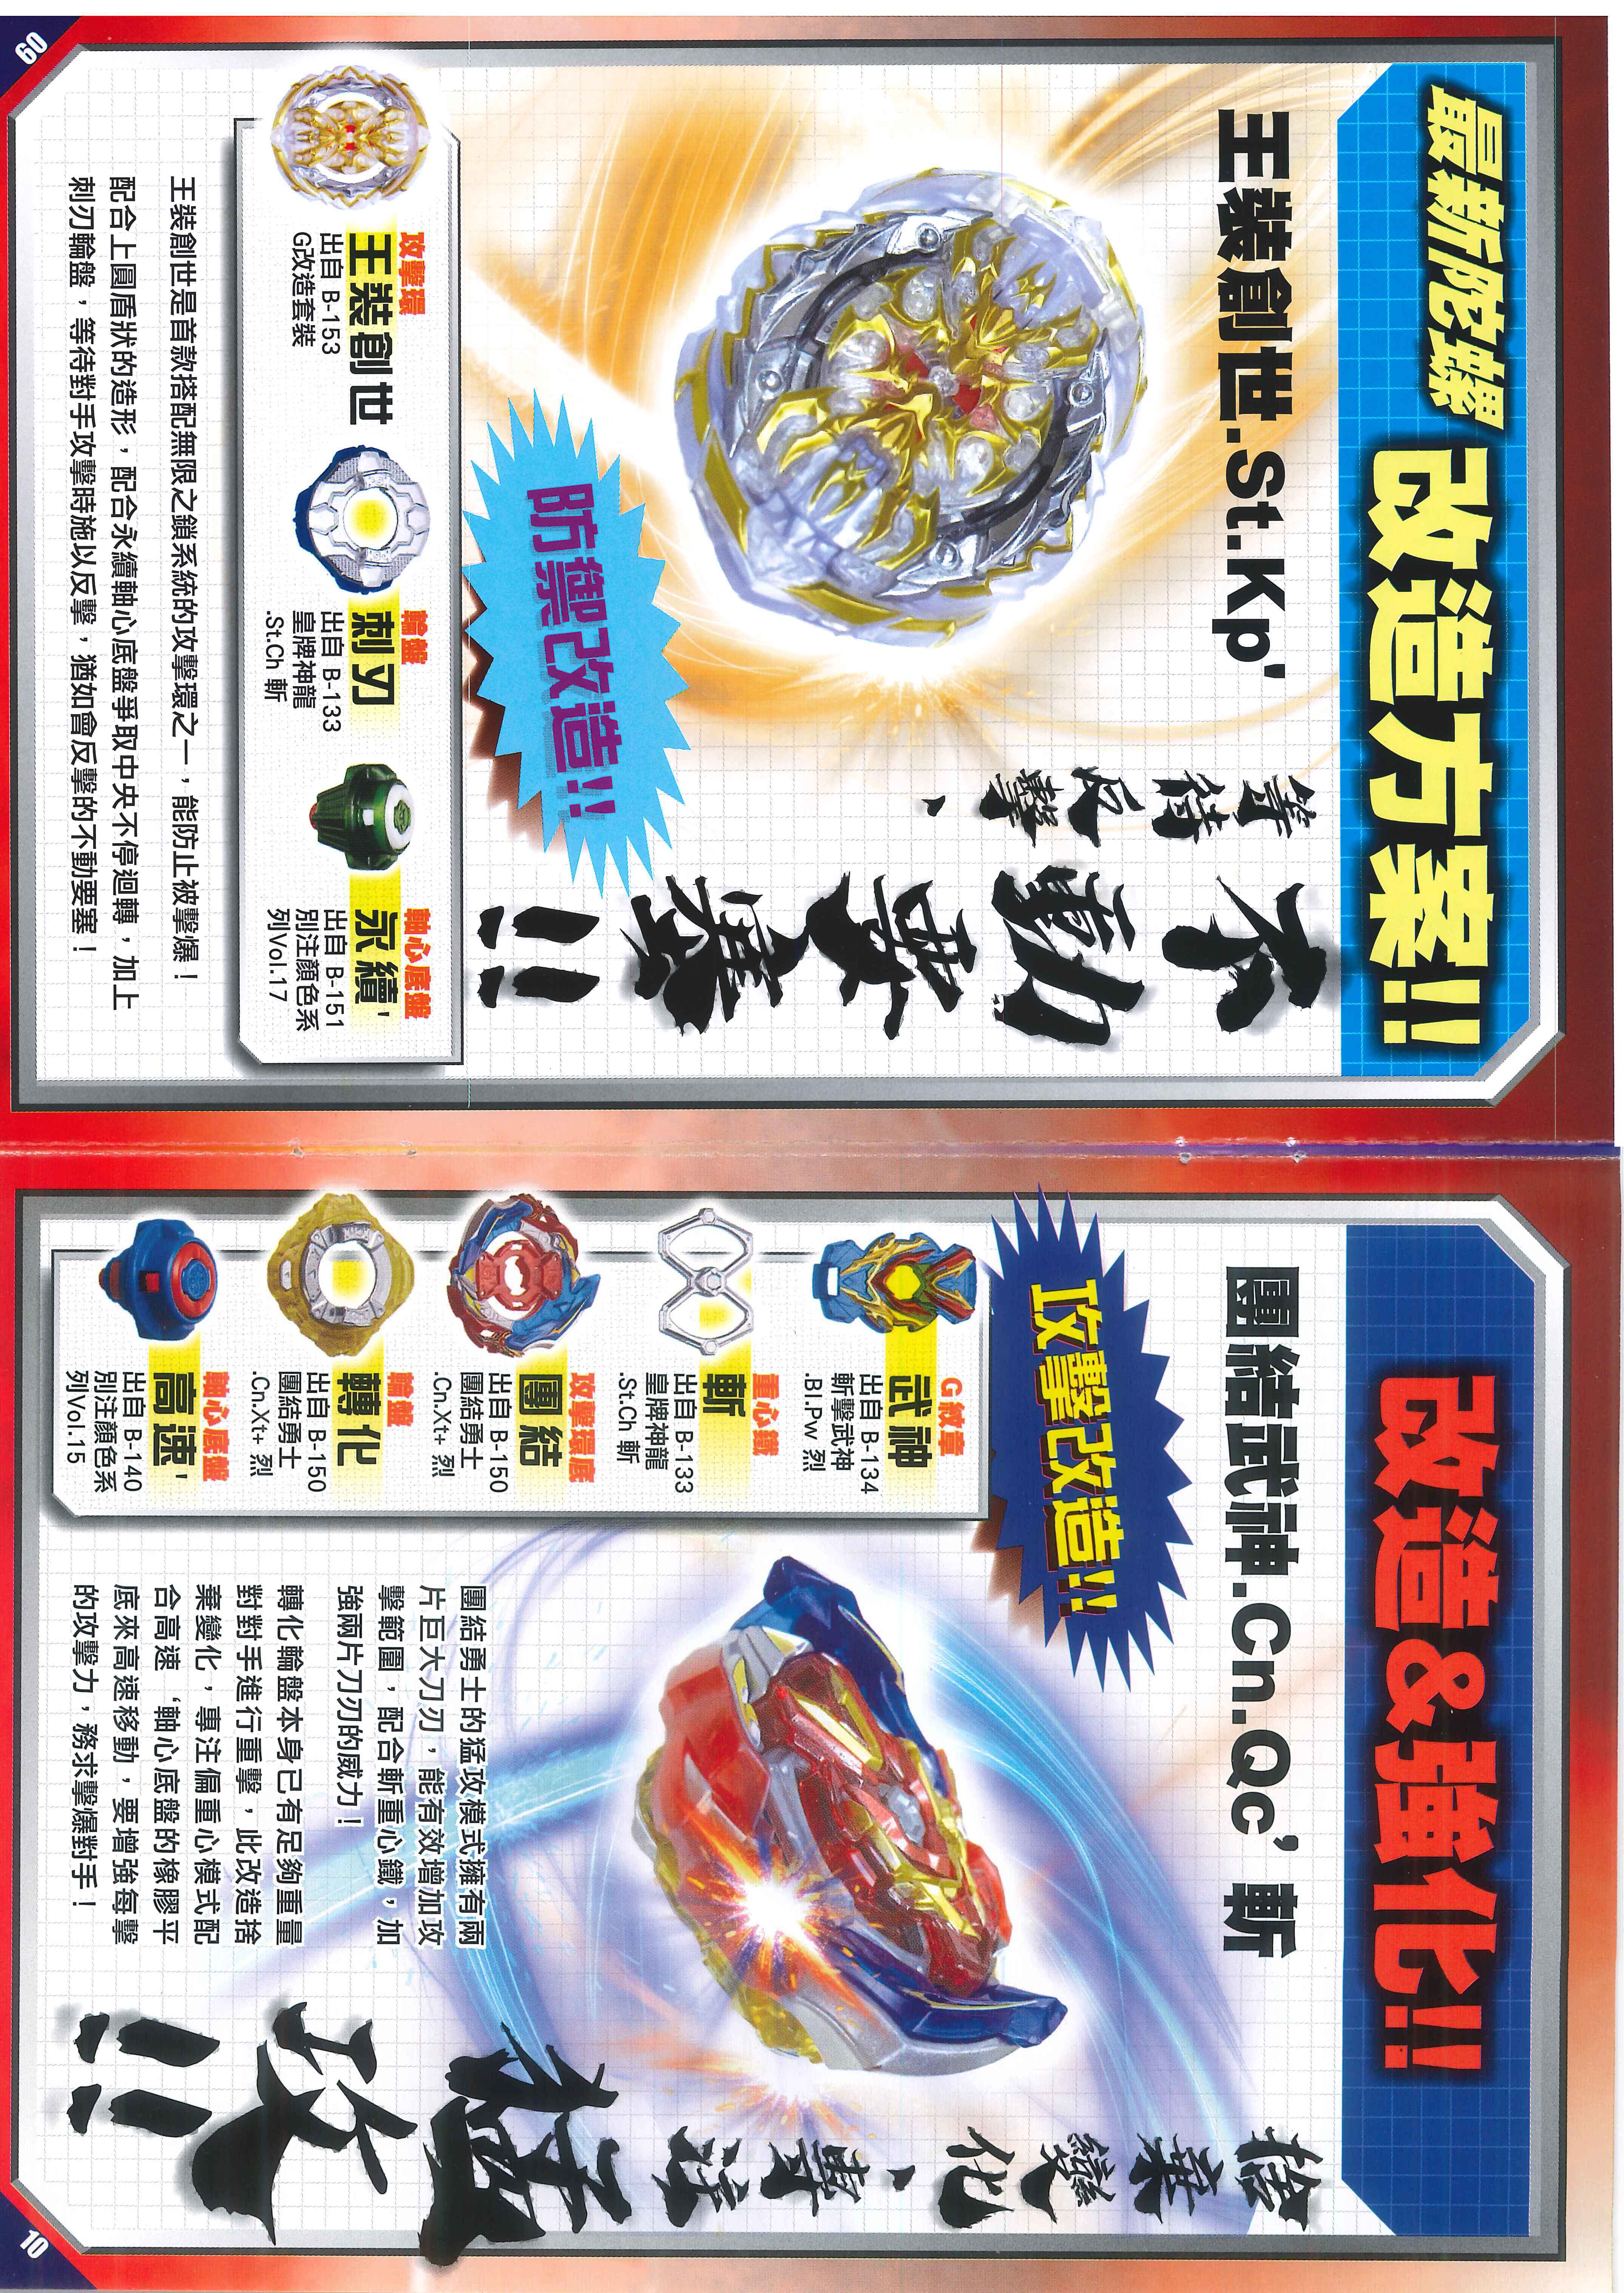 最新陀螺 改造方案!!
王裝創世.St.Kp'
等待反擊、
不動要塞!!
防禦改造!!
攻擊環
王裝創世
出自 B-153
G改造套裝
輪盤
刺刃
出自 B-133
皇牌神龍
.St.Ch 斬
軸心底盤
永續'
出自 B-151
別注顏色系
列Vol.17
王裝創世是首款搭配無限之鎖系統的攻擊環之一，能防止被擊爆！
配合上圓盾狀的造形，配合永續軸心底盤爭取中央不停迴轉，加上
刺刃輪盤，等待對手攻擊時施以反擊，猶如會反擊的不動要塞！
09
改造&強化!!
團結武神.Cn.Qc’斬
捨棄變化、專注
猛攻!!
攻擊改造!!
G紋章
武神
出自 B-134
斬擊武神
.Bl.Pw 烈
重心鐵
斬
出自 B-133
皇牌神龍
.St.Ch 斬
攻擊環底
團結
出自 B-150
團結勇士
.Cn.Xt+ 烈
輪盤
轉化
出自 B-150
團結勇士
.Cn.Xt+ 烈
軸心底盤
高速'
出自 B-140
別注顏色系
列Vol.15
團結勇士的猛攻模式擁有兩
片巨大刀刃，能有效增加攻
擊範圍，配合斬重心鐵，加
強兩片刀刃的威力！
轉化輪盤本身已有足夠重量
對對手進行重擊，此改造捨
棄變化，專注偏重心模式配
合高速‘軸心底盤的橡膠平
底來高速移動，要增強每擊
的攻擊力，務求擊爆對手！
10